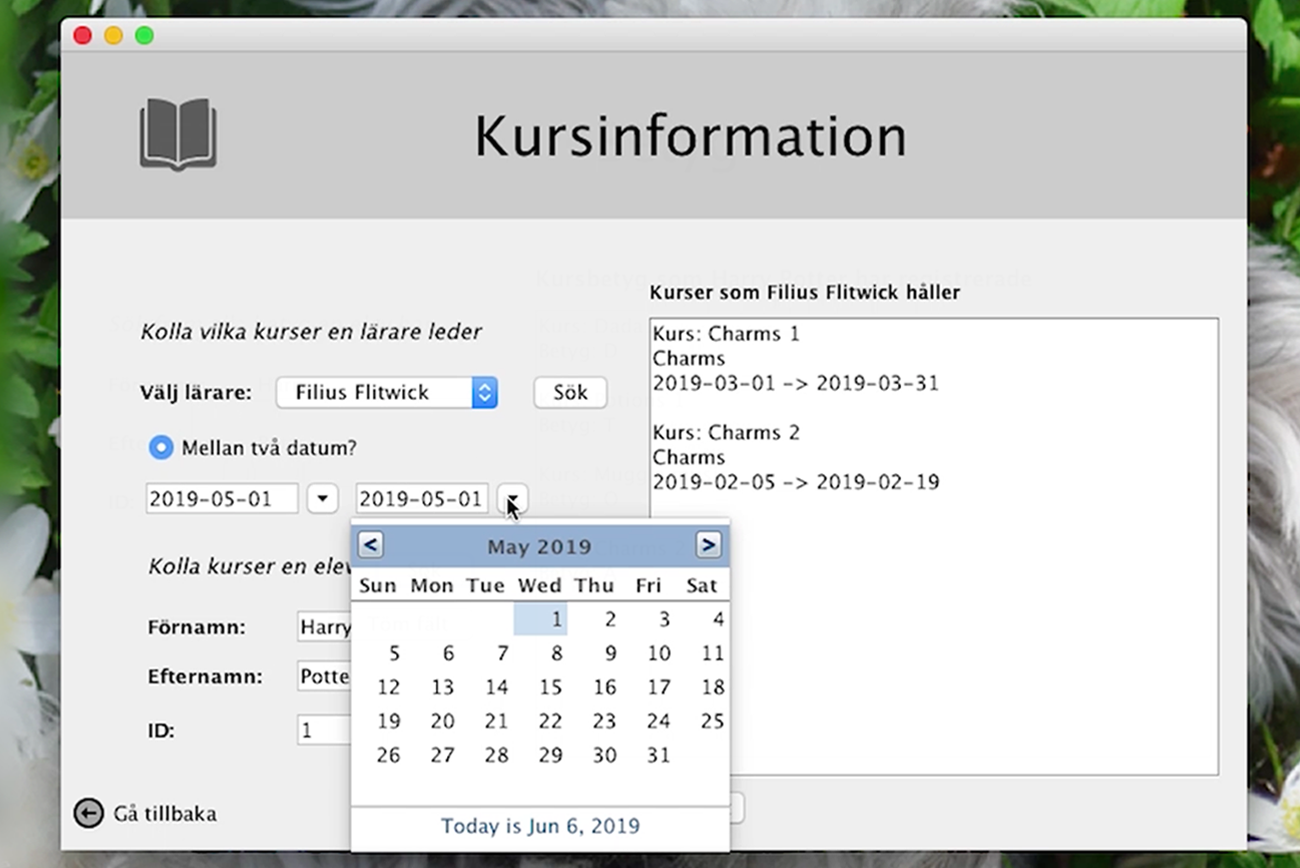 Kursinformation
Kolla vilka kurser en lärare leder
Välj lärare: Filius Flitwick Sök
Mellan två datum?
2019-05-01 2019-05-01
Kurser som Filius Flitwick håller
Kurs: Charms 1
Charms
2019-03-01 -> 2019-03-31
Kurs: Charms 2
Charms
2019-02-05 -> 2019-02-19
< May 2019 >
Sun Mon Tue Wed Thu Fri Sat
1 2 3 4
5 6 7 8 9 10 11
12 13 14 15 16 17 18
19 20 21 22 23 24 25
26 27 28 29 30 31
Today is Jun 6, 2019
Kolla kurser en elev
Förnamn: Harry
Efternamn: Potte
ID: 1
Gå tillbaka